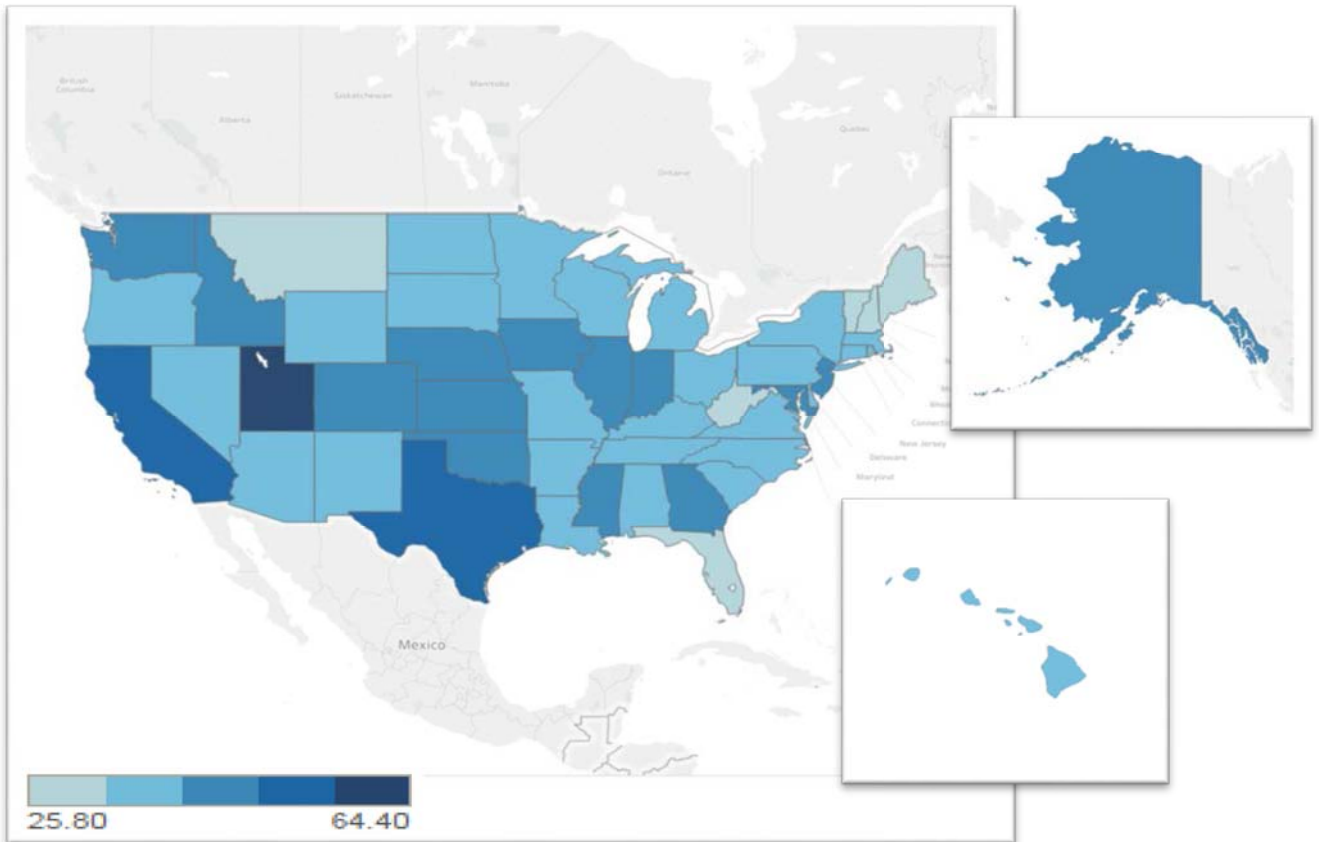 British
Columbia
Alberta
Saskatchewan
Manitoba
Ontario
Quebec
Connecticut
New Jersey
Delaware
Maryland
Mexico
25.80 64.40